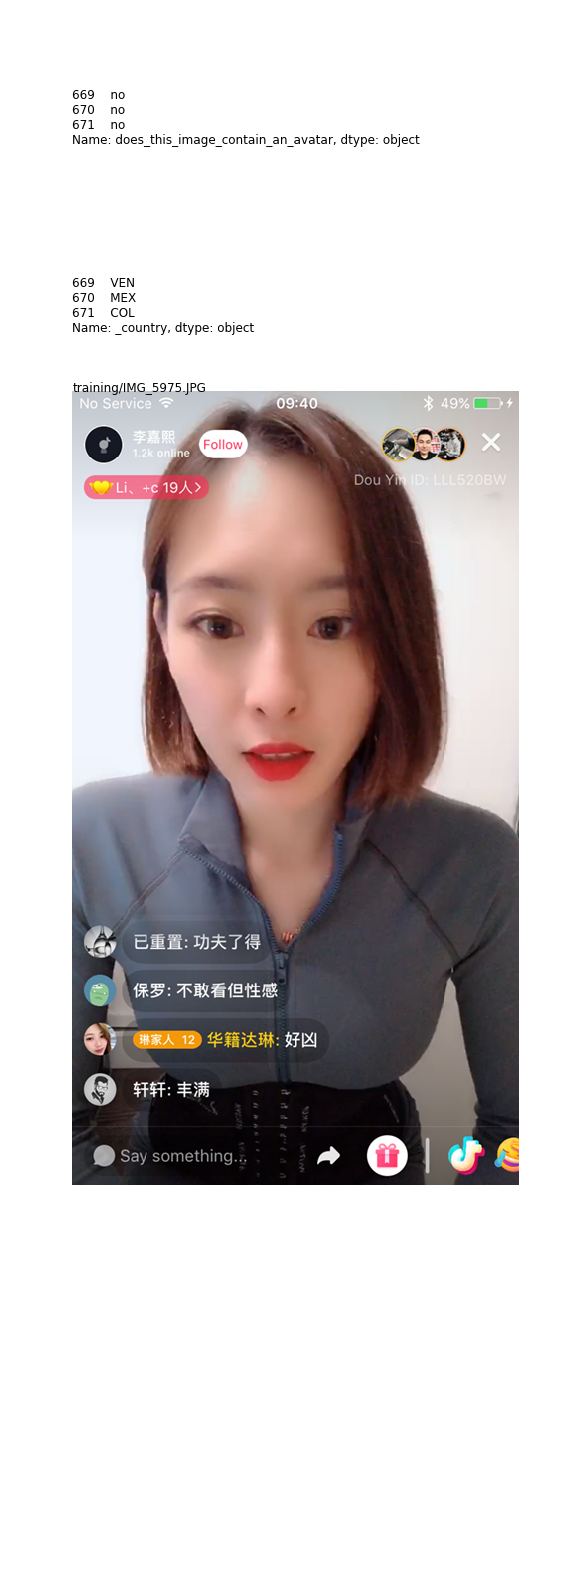 669 no
670 no
671 no
Name: does_this_image_contain_an_avatar, dtype: object
669 VEN
670 MEX
671 COL
Name: _country, dtype: object
training/IMG_5975.JPG
No Service 09:40 49%
李嘉熙
1.2k online
Follow
Li、+c 19人>
Dou Yin ID: LLL520BW
已重置: 功夫了得
保罗: 不敢看但性感
琳家人 12 华籍达琳: 好凶
轩轩: 丰满
Say something...